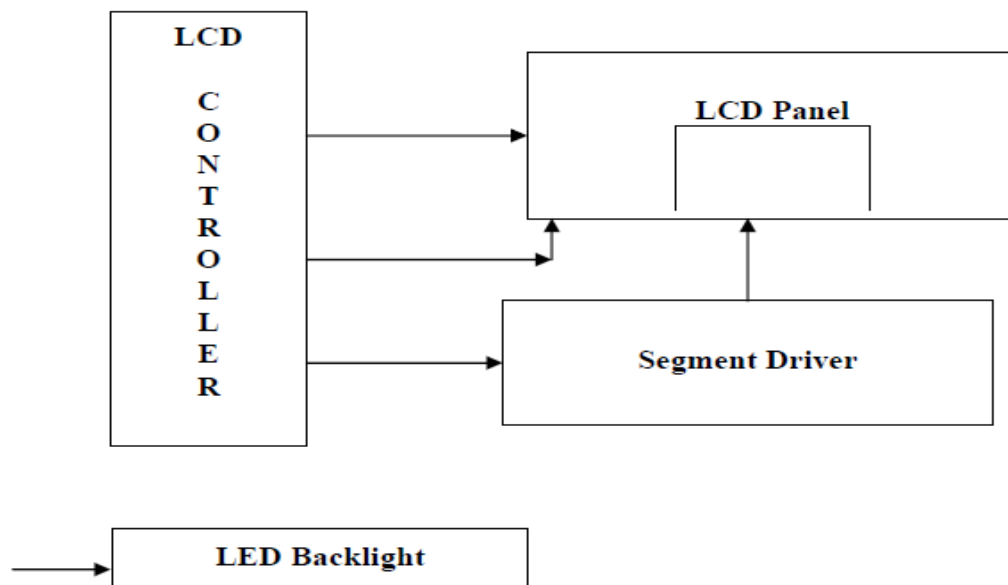 LCD
C
O
N
T
R
O
L
L
E
R
LCD Panel
Segment Driver
LED Backlight